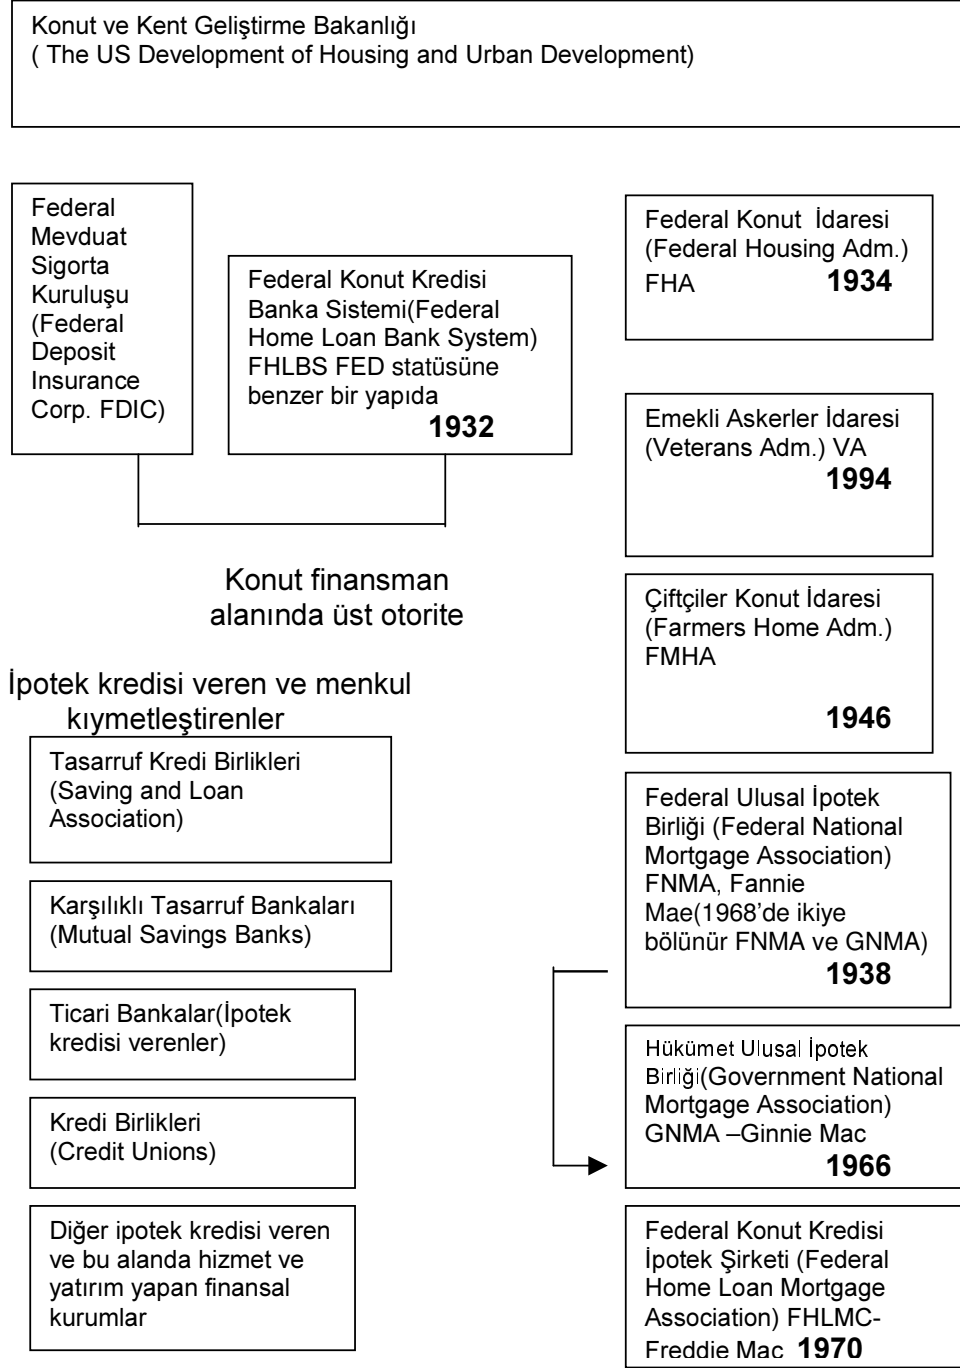 Konut ve Kent Geliştirme Bakanlığı
( The US Development of Housing and Urban Development)
Federal
Mevduat
Sigorta
Kuruluşu
(Federal
Deposit
Insurance
Corp. FDIC)
Federal Konut Kredisi
Banka Sistemi(Federal
Home Loan Bank System)
FHLBS FED statüsüne
benzer bir yapıda
1932
Konut finansman
alanında üst otorite
İpotek kredisi veren ve menkul
kıymetleştirenler
Tasarruf Kredi Birlikleri
(Saving and Loan
Association)
Karşılıklı Tasarruf Bankaları
(Mutual Savings Banks)
Ticari Bankalar(İpotek
kredisi verenler)
Kredi Birlikleri
(Credit Unions)
Diğer ipotek kredisi veren
ve bu alanda hizmet ve
yatırım yapan finansal
kurumlar
Federal Konut İdaresi
(Federal Housing Adm.)
FHA 1934
Emekli Askerler İdaresi
(Veterans Adm.) VA
1994
Çiftçiler Konut İdaresi
(Farmers Home Adm.)
FMHA
1946
Federal Ulusal İpotek
Birliği (Federal National
Mortgage Association)
FNMA, Fannie
Mae(1968’de ikiye
bölünür FNMA ve GNMA)
1938
Hükümet Ulusal İpotek
Birliği(Government National
Mortgage Association)
GNMA –Ginnie Mac
1966
Federal Konut Kredisi
İpotek Şirketi (Federal
Home Loan Mortgage
Association) FHLMC-
Freddie Mac 1970